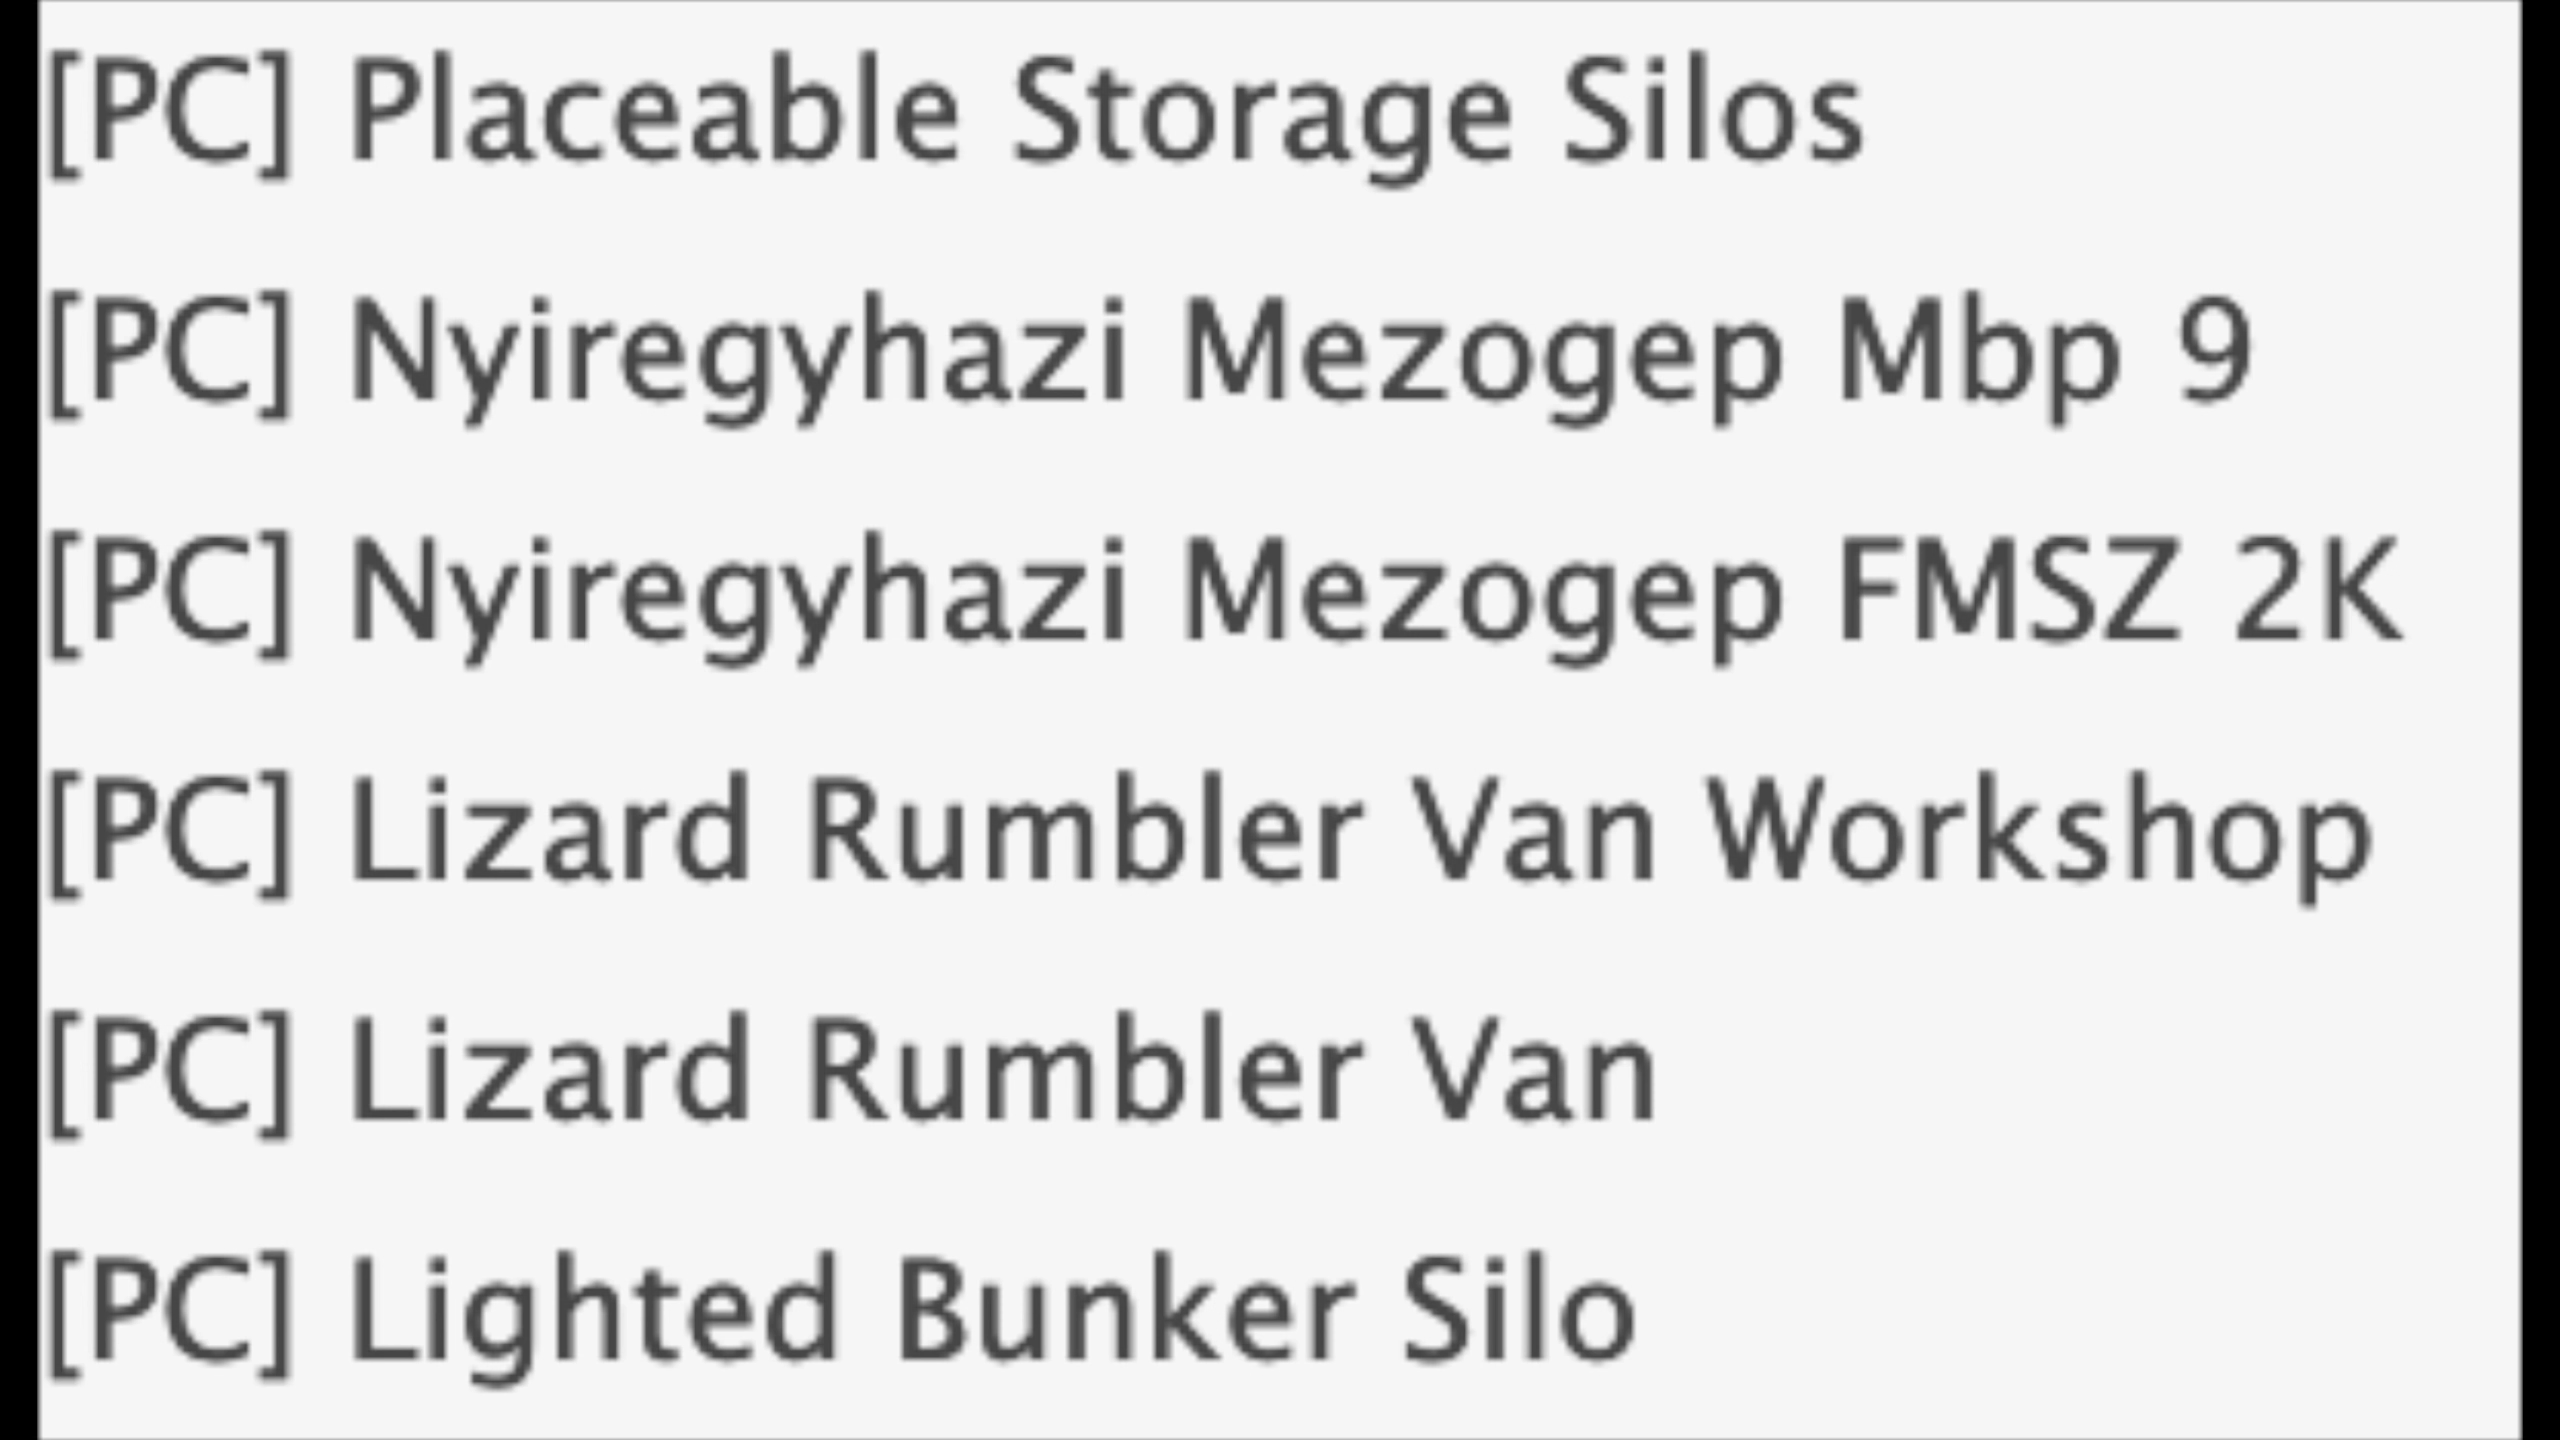 [PC] Placeable Storage Silos
[PC] Nyiregyhazi Mezogep Mbp 9
[PC] Nyiregyhazi Mezogep FMSZ 2K
[PC] Lizard Rumbler Van Workshop
[PC] Lizard Rumbler Van
[PC] Lighted Bunker Silo